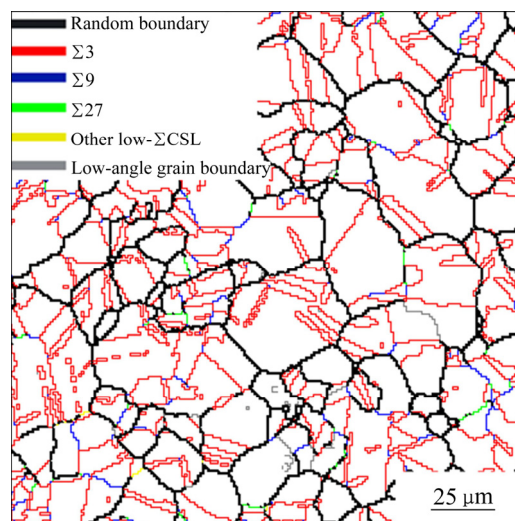 Random boundary
Σ3
Σ9
Σ27
Other low-ΣCSL
Low-angle grain boundary
25 μm